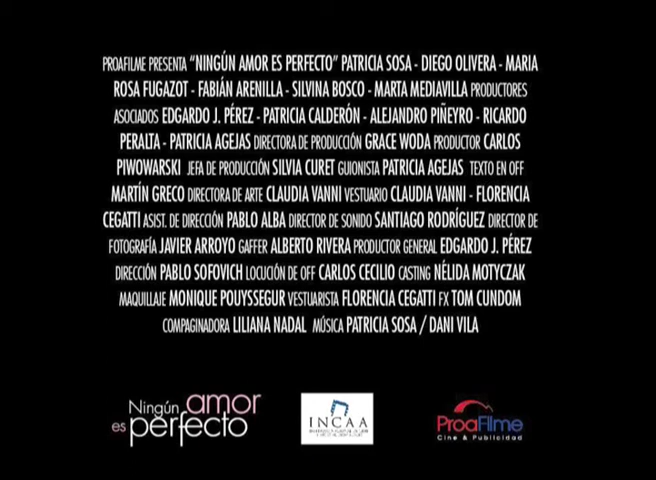 PROAFILME PRESENTA “NINGÚN AMOR ES PERFECTO” PATRICIA SOSA - DIEGO OLIVERA - MARIA
ROSA FUGAZOT - FABIÁN ARENILLA - SILVINA BOSCO - MARTA MEDIAVILLA PRODUCTORES
ASOCIADOS EDGARDO J. PÉREZ - PATRICIA CALDERÓN - ALEJANDRO PIÑEYRO - RICARDO
PERALTA - PATRICIA AGEJAS DIRECTORA DE PRODUCCIÓN GRACE WODA PRODUCTOR CARLOS
PIWOWARSKI JEFA DE PRODUCCIÓN SILVIA CURET GUIONISTA PATRICIA AGEJAS TEXTO EN OFF
MARTÍN GRECO DIRECTORA DE ARTE CLAUDIA VANNI VESTUARIO CLAUDIA VANNI - FLORENCIA
CEGATTI ASIST. DE DIRECCIÓN PABLO ALBA DIRECTOR DE SONIDO SANTIAGO RODRÍGUEZ DIRECTOR DE
FOTOGRAFÍA JAVIER ARROYO GAFFER ALBERTO RIVERA PRODUCTOR GENERAL EDGARDO J. PÉREZ
DIRECCIÓN PABLO SOFOVICH LOCUCIÓN DE OFF CARLOS CECILIO CASTING NÉLIDA MOTYCZAK
MAQUILLAJE MONIQUE POUYSSEGUR VESTUARISTA FLORENCIA CEGATTI FX TOM CUNDOM
COMPAGINADORA LILIANA NADAL MÚSICA PATRICIA SOSA / DANI VILA
Ningún amor
es perfecto
INCAA
ProaFilme
Cine & Publicidad